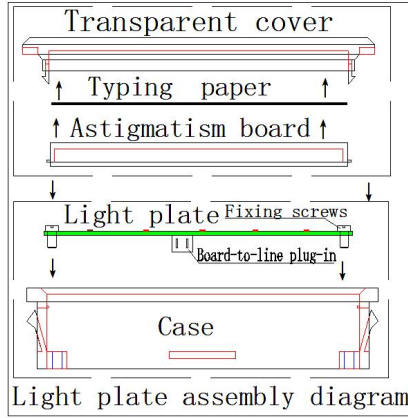 Transparent cover
Typing paper
Astigmatism board
Light plate
Fixing screws
Board-to-line plug-in
Case
Light plate assembly diagram